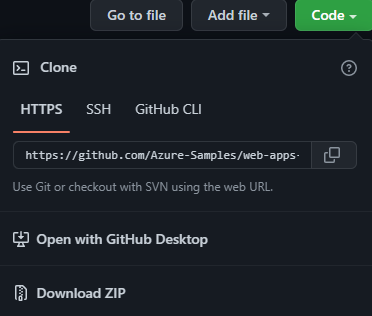 Go to file Add file Code
Clone
HTTPS SSH GitHub CLI
https://github.com/Azure-Samples/web-apps-
Use Git or checkout with SVN using the web URL.
Open with GitHub Desktop
Download ZIP